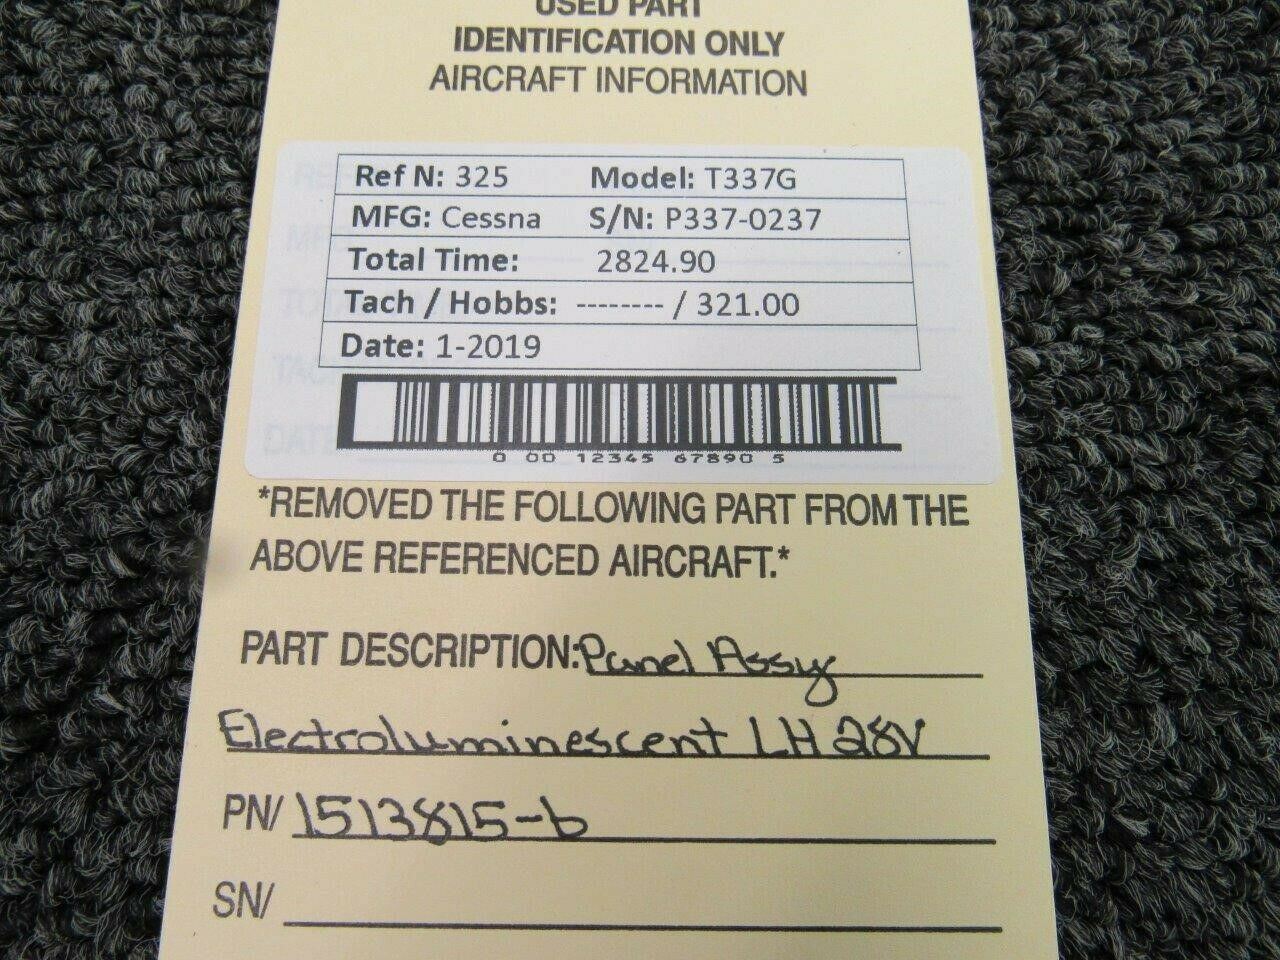 USED PART
IDENTIFICATION ONLY
AIRCRAFT INFORMATION
Ref N: 325 Model: T337G
MFG: Cessna S/N: P337-0237
Total Time: 2824.90
Tach / Hobbs: -------- / 321.00
Date: 1-2019
0 00 12345 67890 5
*REMOVED THE FOLLOWING PART FROM THE
ABOVE REFERENCED AIRCRAFT.*
PART DESCRIPTION: Panel Assy
Electroluminescent LH 28V
PN/ 1513815-6
SN/